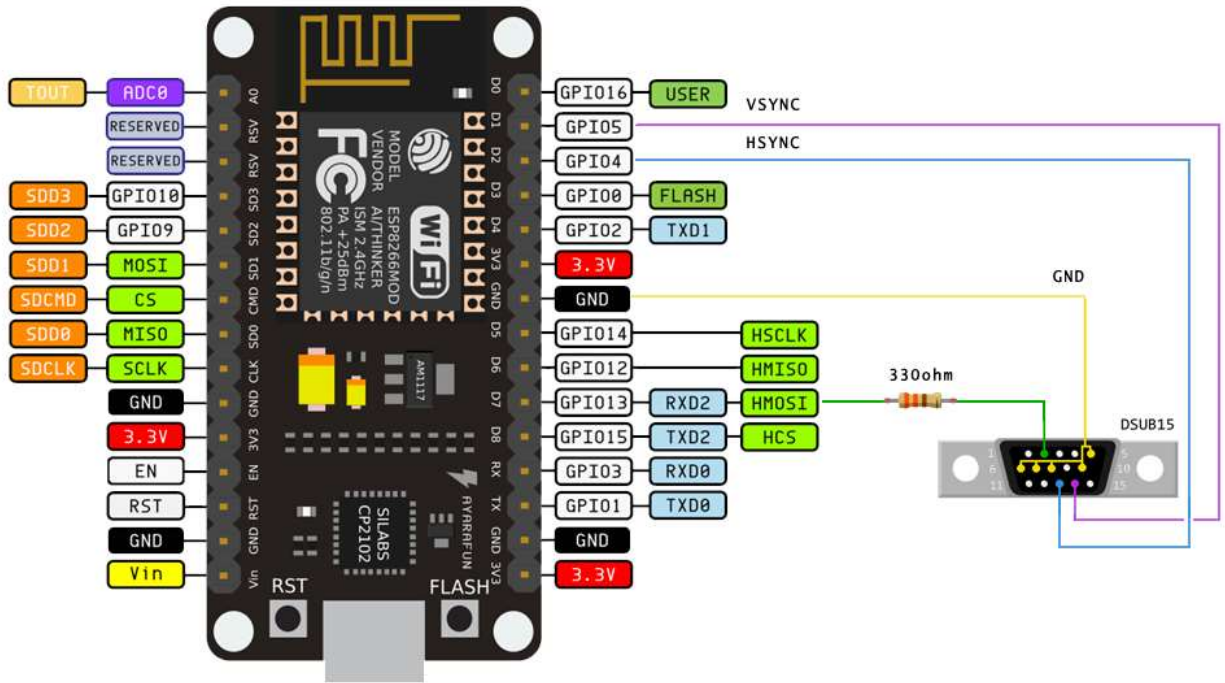 TOUT ADC0 A0 D0 GPIO16 USER
RESERVED RSV D1 GPIO5 VSYNC
RESERVED RSV D2 GPIO4 HSYNC
SDD3 GPIO10 SD3 D3 GPIO0 FLASH
SDD2 GPIO9 SD2 D4 GPIO2 TXD1
SDD1 MOSI SD1 3V3 3.3V
SDCMD CS CMD GND GND GND
SDD0 MISO SD0 D5 GPIO14 HSCLK
SDCLK SCLK CLK D6 GPIO12 HMISO
GND GND D7 GPIO13 RXD2 HMOSI 330ohm
3.3V 3V3 D8 GPIO15 TXD2 HCS
EN EN RX GPIO3 RXD0
RST RST TX GPIO1 TXD0
GND GND GND GND
Vin Vin 3V3 3.3V
MODEL
VENDOR
ESP8266MOD
AI/THINKER
ISM 2.4GHz
PA +25dBm
802.11b/g/n
FC
WiFi
AM1117
SILABS
CP2102
AYARAFUN
RST
FLASH
DSUB15
1 5
6 10
11 15